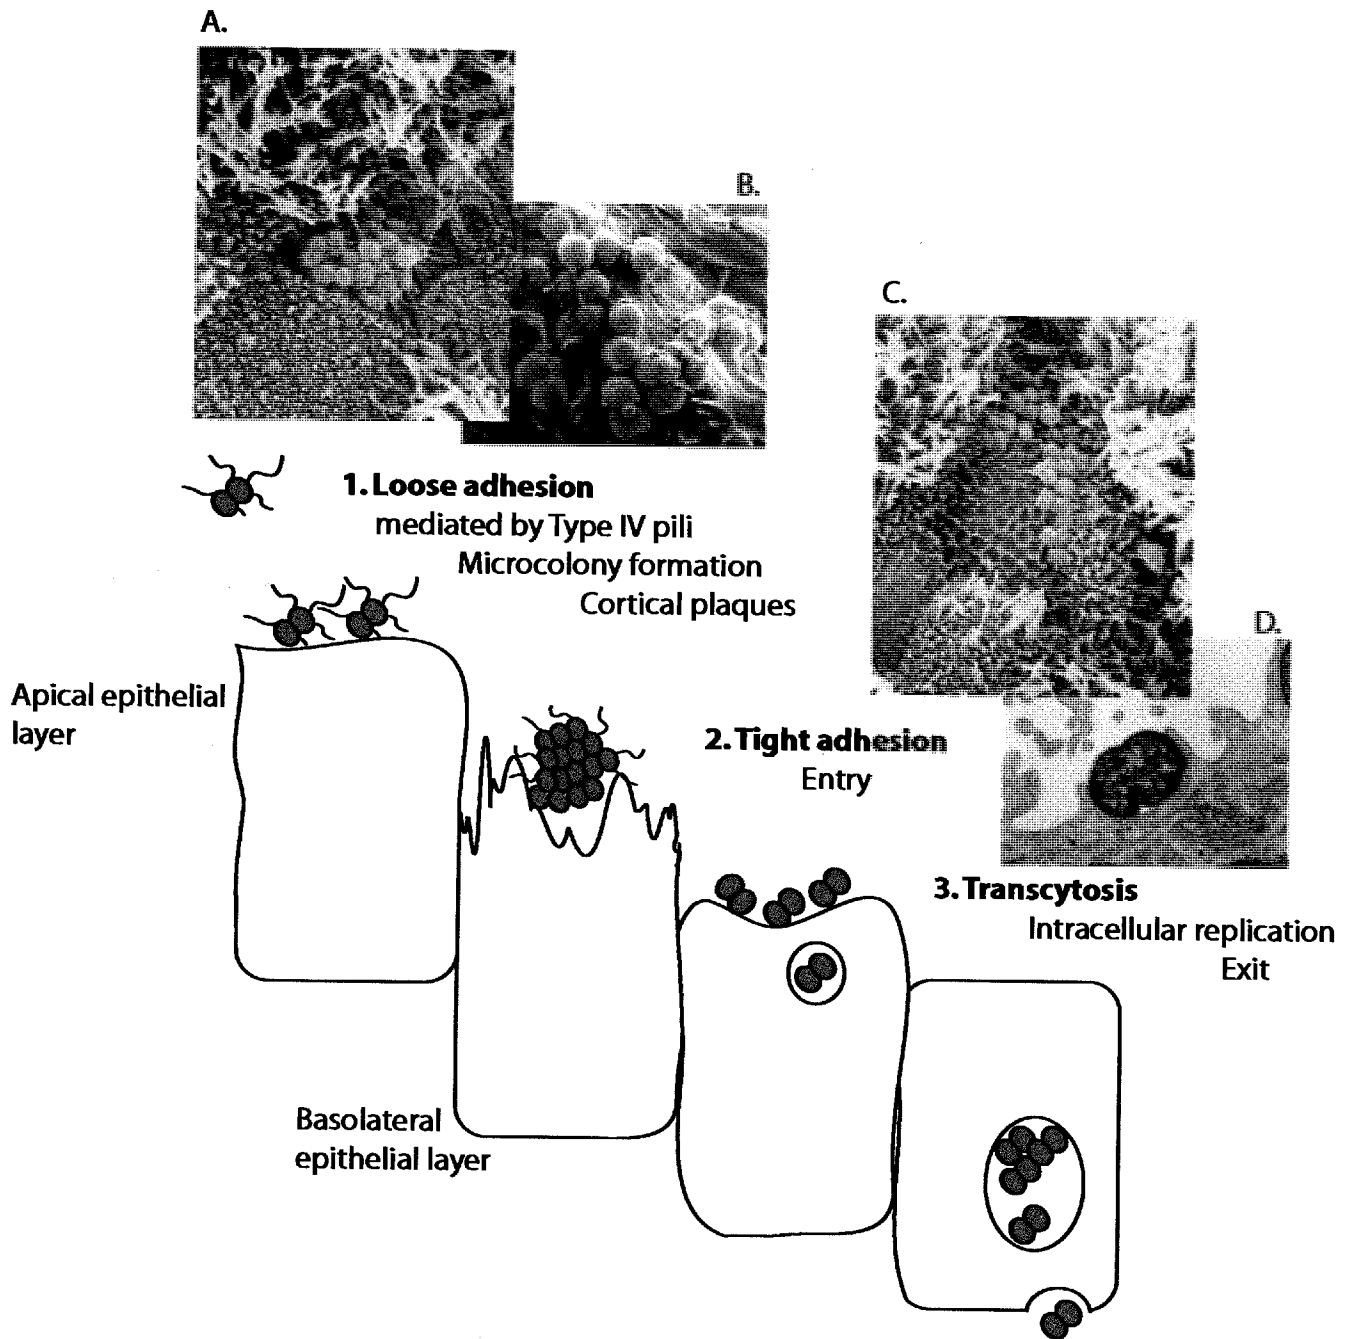 A.
B.
C.
1. Loose adhesion
mediated by Type IV pili
Microcolony formation
Cortical plaques
D.
Apical epithelial
layer
2. Tight adhesion
Entry
3. Transcytosis
Intracellular replication
Exit
Basolateral
epithelial layer